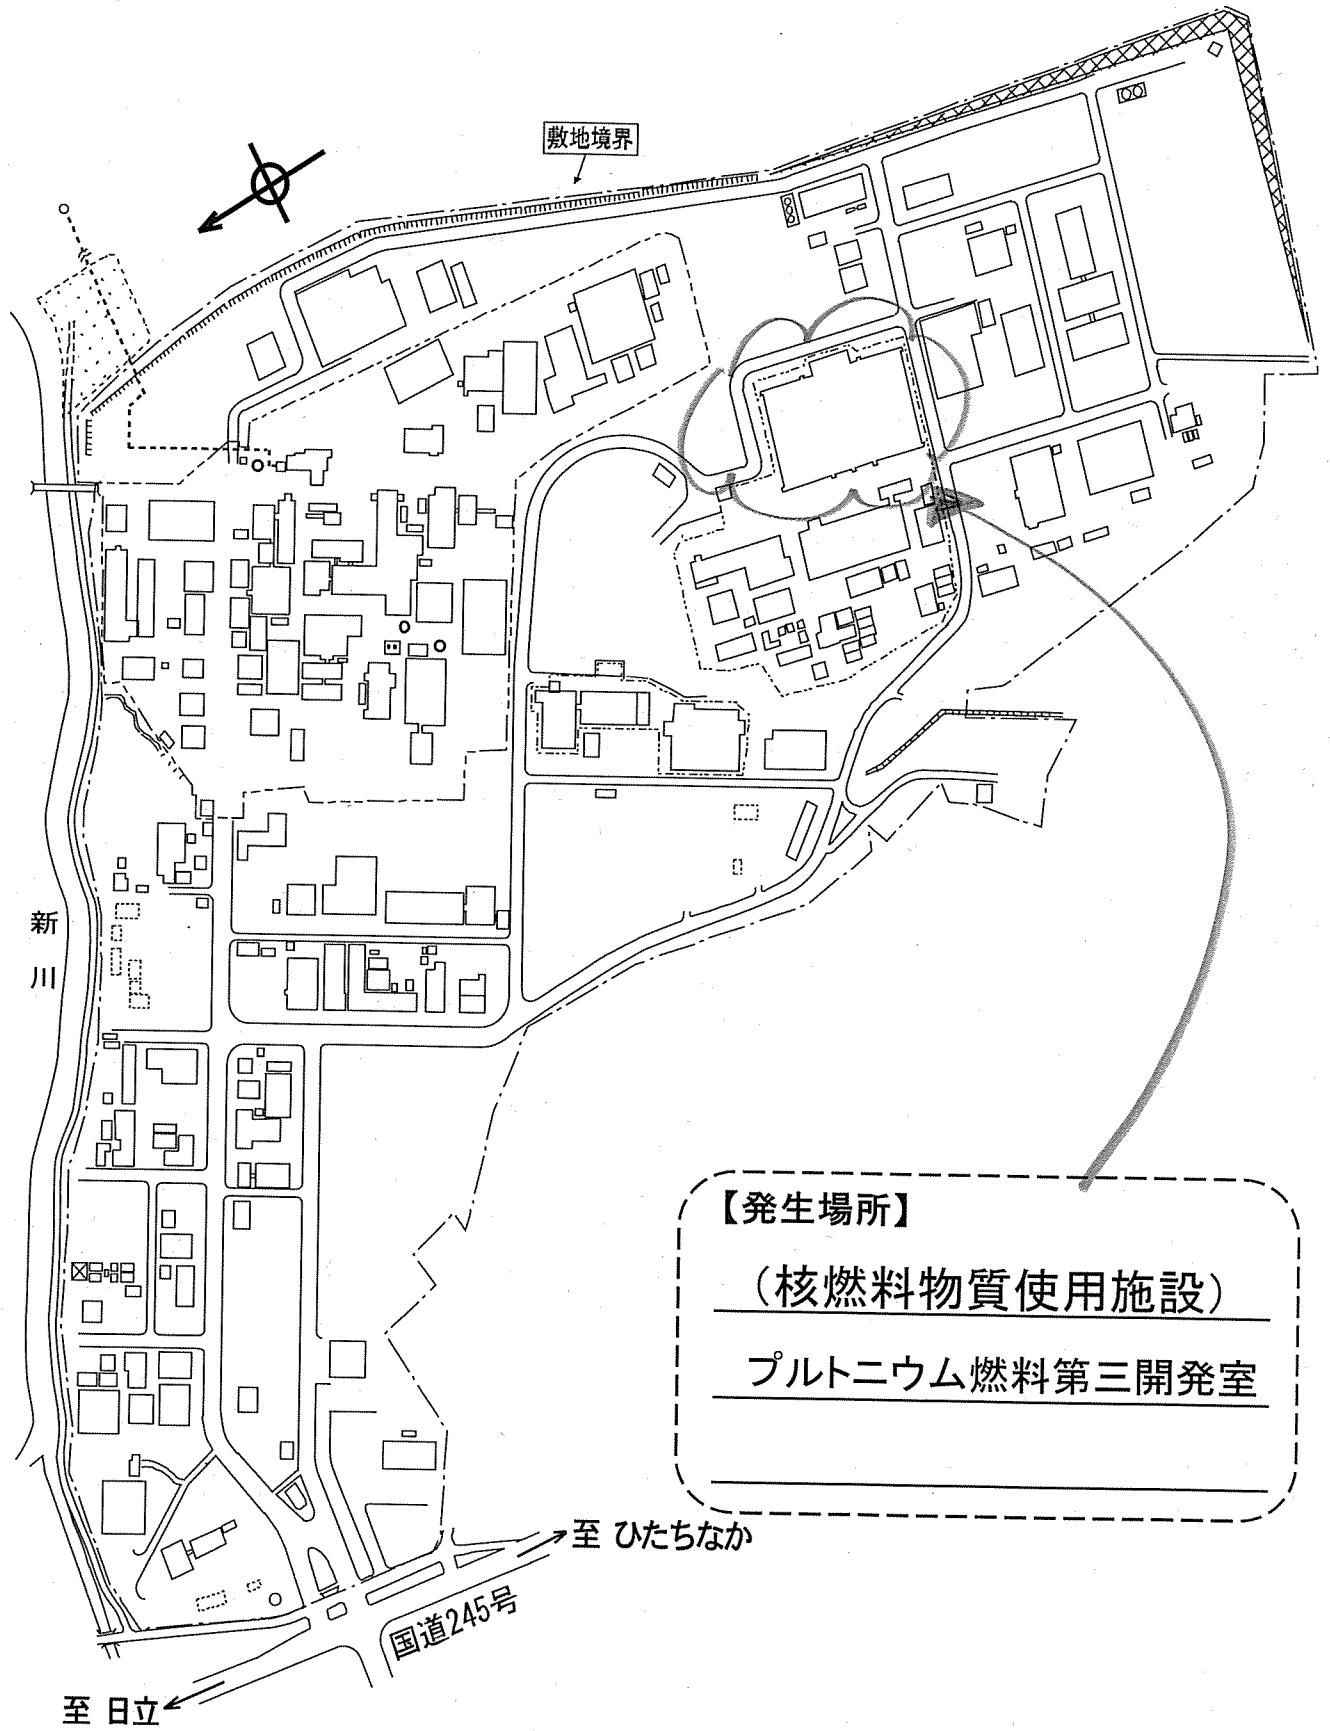 敷地境界
新
川
【発生場所】
（核燃料物質使用施設）
プルトニウム燃料第三開発室
至 ひたちなか
国道245号
至 日立